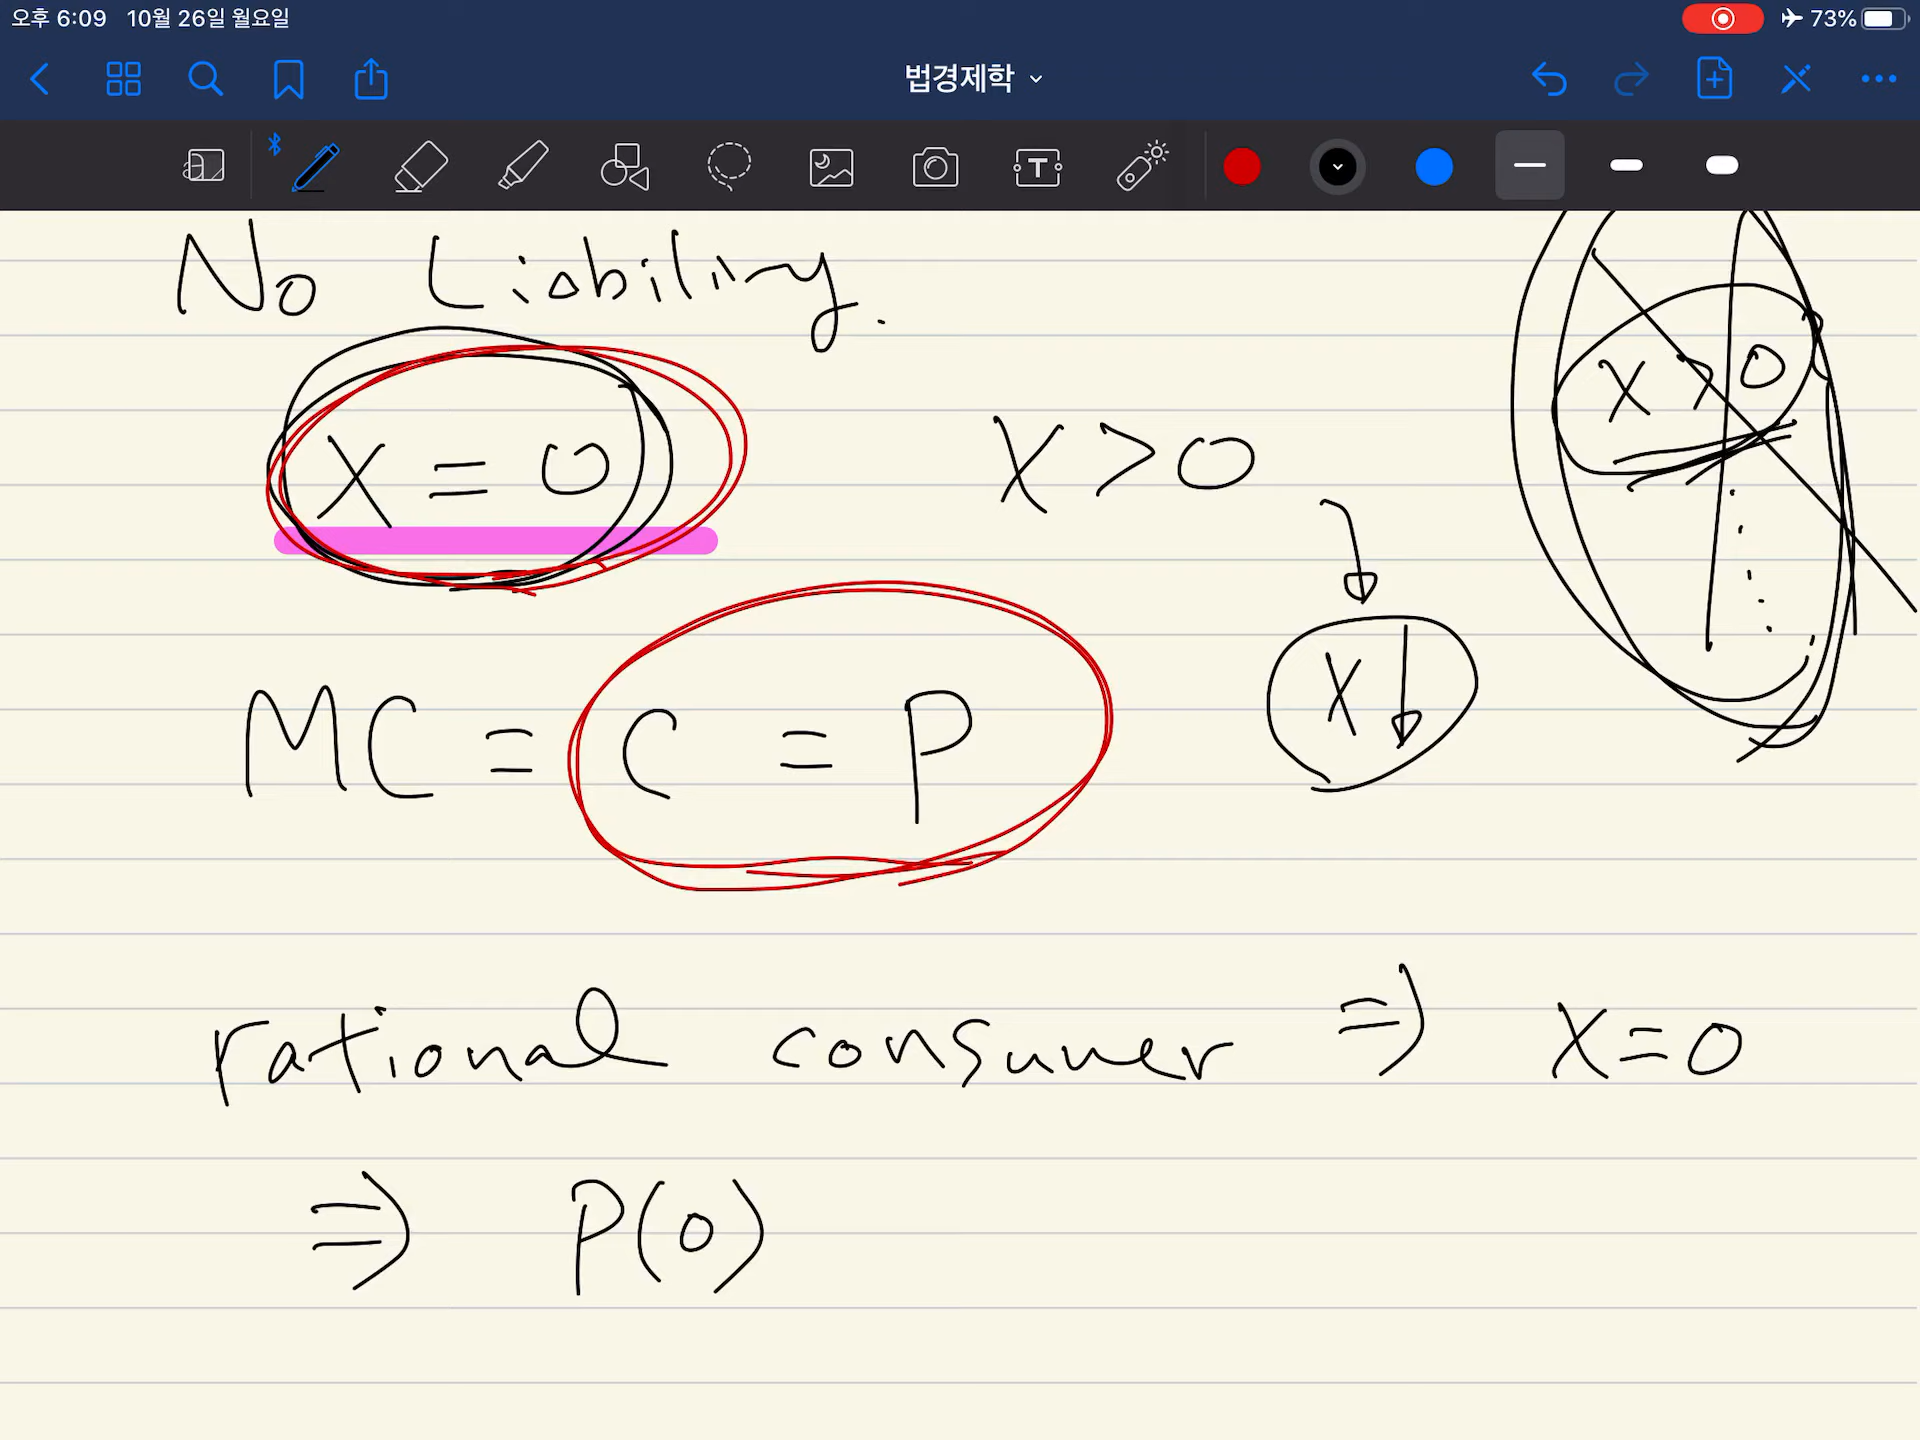 오후 6:09 10월 26일 월요일
73%
법경제학
T
No Liability.
X = 0
X > 0
X > 0
X ↓
MC = C = P
rational consumer ⇒ X = 0
⇒ P(0)